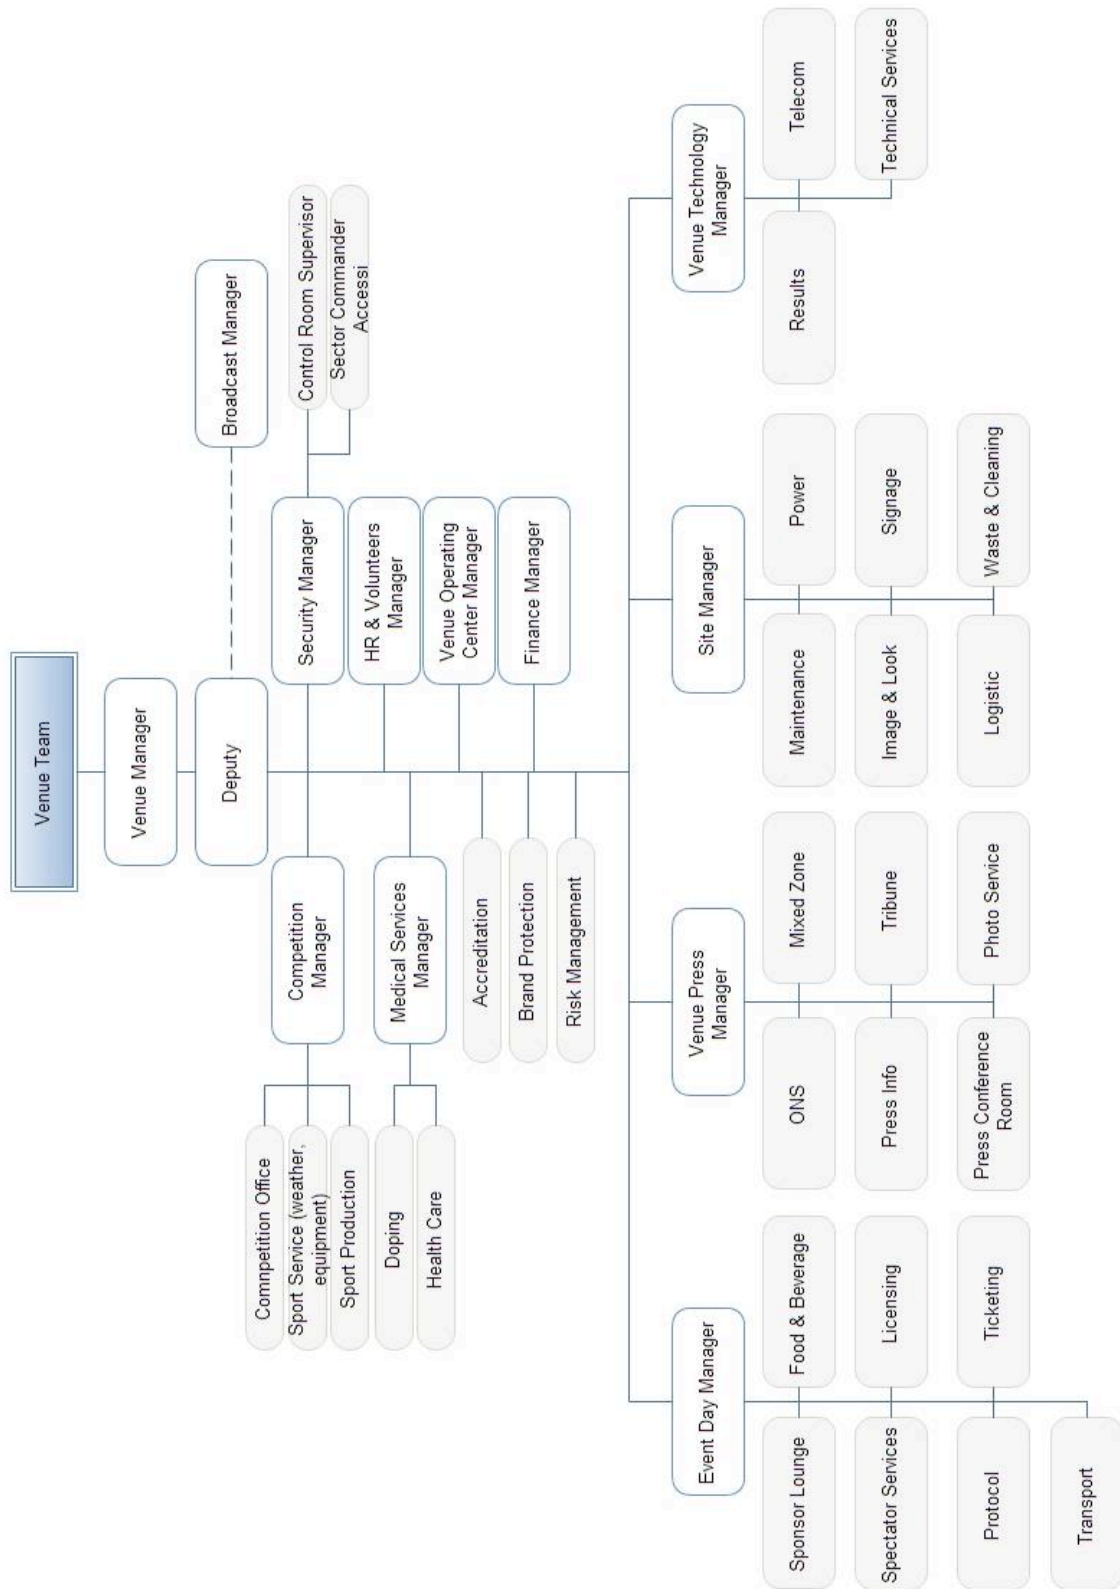 Venue Team
Venue Manager
Deputy
Broadcast Manager
Competition
Manager
Security Manager
Comnpetition Office
Sport Service (weather,
equipment)
Sport Production
Control Room Supervisor
Sector Commander
Accessi
HR & Volunteers
Manager
Medical Services
Manager
Doping
Health Care
Venue Operating
Center Manager
Accreditation
Finance Manager
Brand Protection
Risk Management
Event Day Manager
Venue Press
Manager
Site Manager
Venue Technology
Manager
Sponsor Lounge
Food & Beverage
ONS
Mixed Zone
Maintenance
Power
Results
Telecom
Spectator Services
Licensing
Press Info
Tribune
Image & Look
Signage
Technical Services
Protocol
Ticketing
Press Conference
Room
Photo Service
Logistic
Waste & Cleaning
Transport